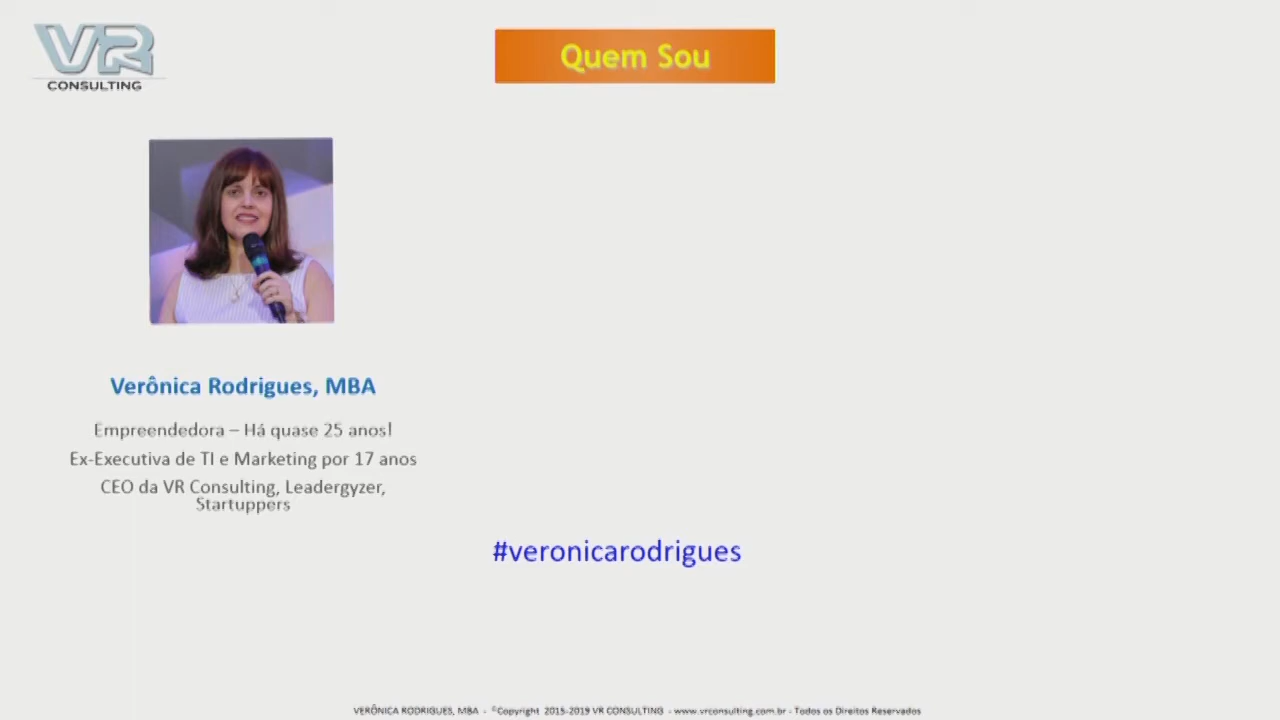 VR
CONSULTING
Quem Sou
Verônica Rodrigues, MBA
Empreendedora – Há quase 25 anos!
Ex-Executiva de TI e Marketing por 17 anos
CEO da VR Consulting, Leadergyzer,
Startuppers
#veronicarodrigues
VERÔNICA RODRIGUES, MBA - ©Copyright 2015-2019 VR CONSULTING - www.vrconsulting.com.br - Todos os Direitos Reservados